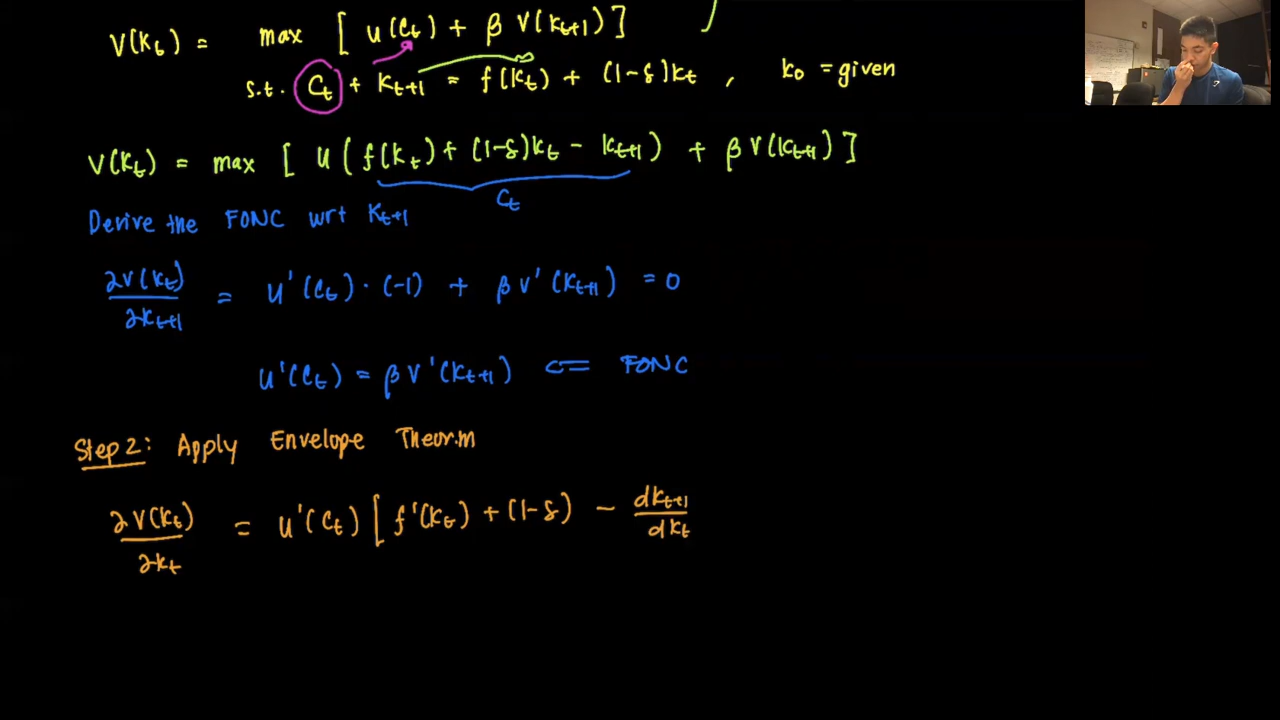 V(Kt) = max [ u(Ct) + β V(Kt+1) ]
s.t. Ct + Kt+1 = f(Kt) + (1-δ)Kt , K0 = given
V(Kt) = max [ u ( f(Kt) + (1-δ)Kt - Kt+1 ) + β V(Kt+1) ]
Ct
Derive the FONC wrt Kt+1
∂V(Kt)/∂Kt+1 = u'(Ct) · (-1) + β V'(Kt+1) = 0
u'(Ct) = β V'(Kt+1) ⇐ FONC
Step 2: Apply Envelope Theorm
∂V(Kt)/∂Kt = u'(Ct) [ f'(Kt) + (1-δ) - dKt+1/dKt